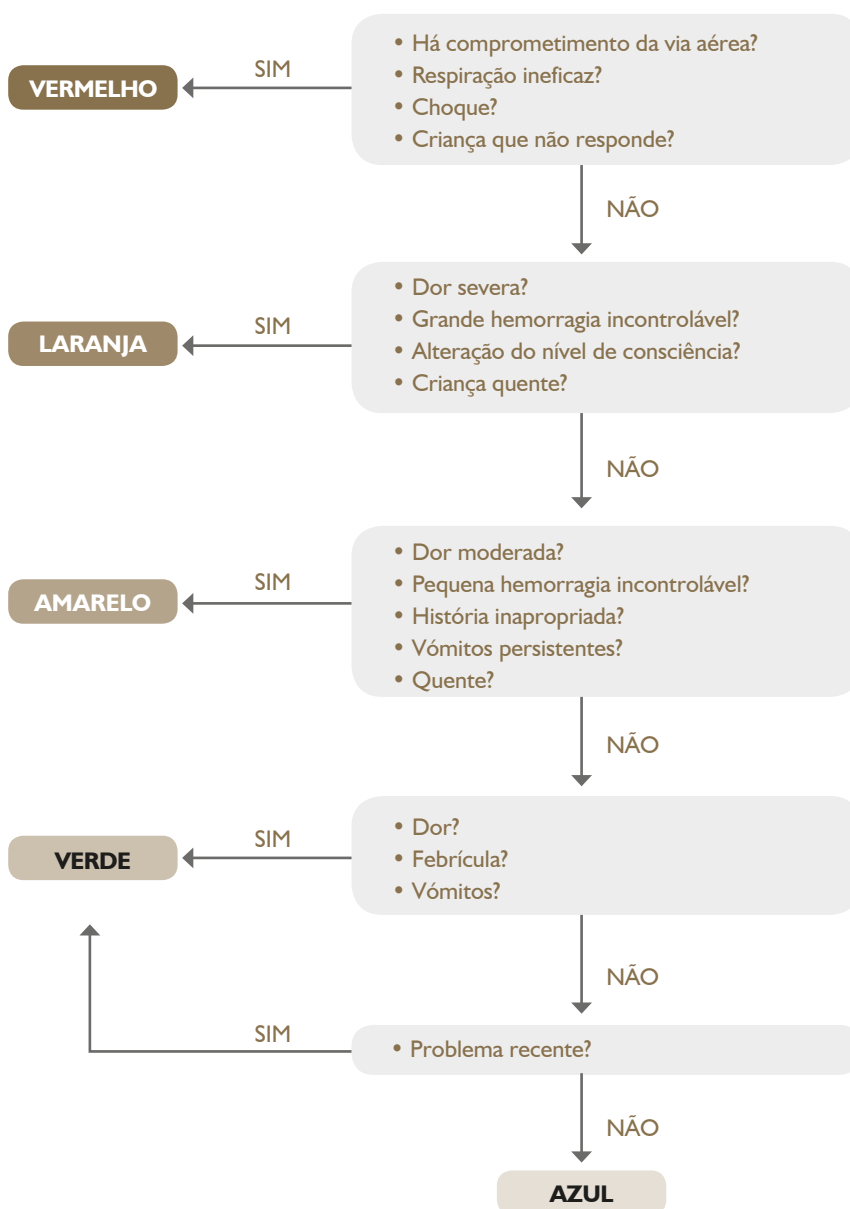 • Há comprometimento da via aérea?
• Respiração ineficaz?
• Choque?
• Criança que não responde?
SIM
VERMELHO
NÃO
• Dor severa?
• Grande hemorragia incontrolável?
• Alteração do nível de consciência?
• Criança quente?
SIM
LARANJA
NÃO
• Dor moderada?
• Pequena hemorragia incontrolável?
• História inapropriada?
• Vómitos persistentes?
• Quente?
SIM
AMARELO
NÃO
• Dor?
• Febrícula?
• Vómitos?
SIM
VERDE
NÃO
• Problema recente?
SIM
NÃO
AZUL